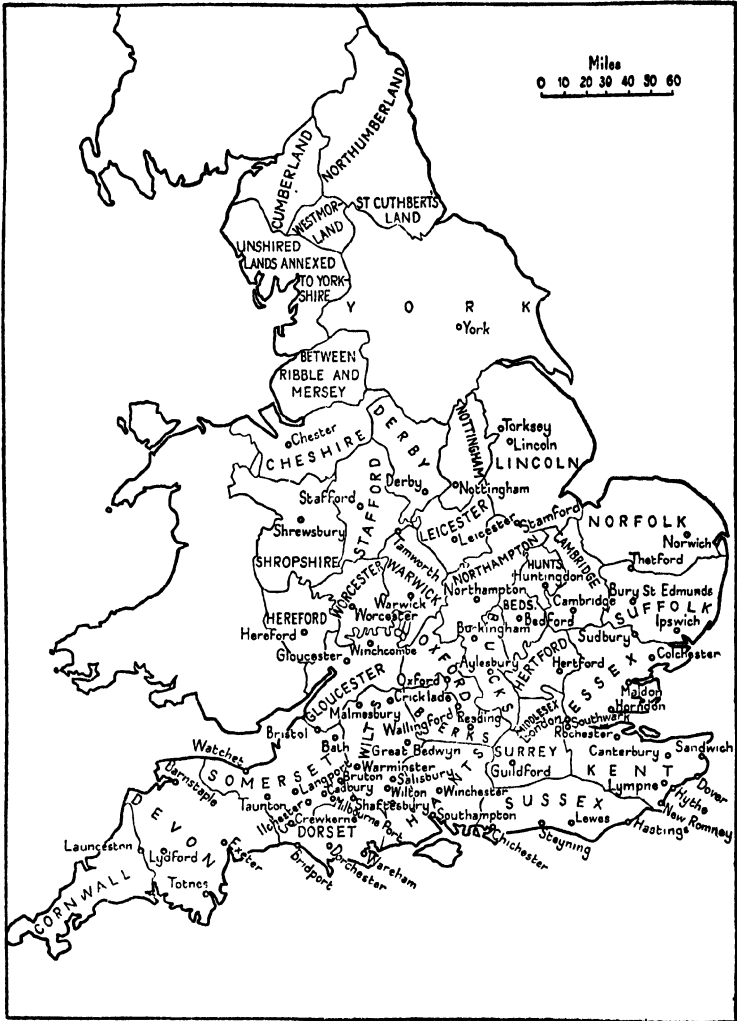 Miles
0 10 20 30 40 50 60
NORTHUMBERLAND
CUMBERLAND
ST CUTHBERT'S
LAND
WESTMOR-
LAND
UNSHIRED
LANDS ANNEXED
TO YORK-
SHIRE
YORK
York
BETWEEN
RIBBLE AND
MERSEY
Chester
CHESHIRE
DERBY
Derby
NOTTINGHAM
Nottingham
Torksey
Lincoln
LINCOLN
STAFFORD
Stafford
Shrewsbury
SHROPSHIRE
LEICESTER
Leicester
Stamford
NORFOLK
Norwich
Thetford
Tamworth
WARWICK
Warwick
WORCESTER
Worcester
NORTHAMPTON
Northampton
HUNTS
Huntingdon
CAMBRIDGE
Cambridge
Bury St Edmunds
SUFFOLK
Ipswich
Sudbury
HEREFORD
Hereford
BEDS.
Bedford
Winchcombe
Gloucester
GLOUCESTER
OXFORD
Oxford
Buckingham
BUCKS
Aylesbury
HERTFORD
Hertford
ESSEX
Colchester
Maldon
Horndon
MIDDLESEX
London
Southwark
Cricklade
Malmesbury
WILTS
Wallingford
BERKS
Reading
Bristol
Bath
Great Bedwyn
SURREY
Guildford
Rochester
Canterbury
Sandwich
KENT
Lympne
Dover
Hythe
New Romney
Watchet
SOMERSET
Warminster
Langport
Bruton
Cadbury
Salisbury
Wilton
Winchester
HANTS
SUSSEX
Lewes
Hastings
Steyning
Chichester
Southampton
Barnstaple
Taunton
Ilchester
Milborne Port
Shaftesbury
Crewkerne
DORSET
DEVON
Launceston
Lydford
Exeter
Totnes
Bridport
Dorchester
Wareham
CORNWALL